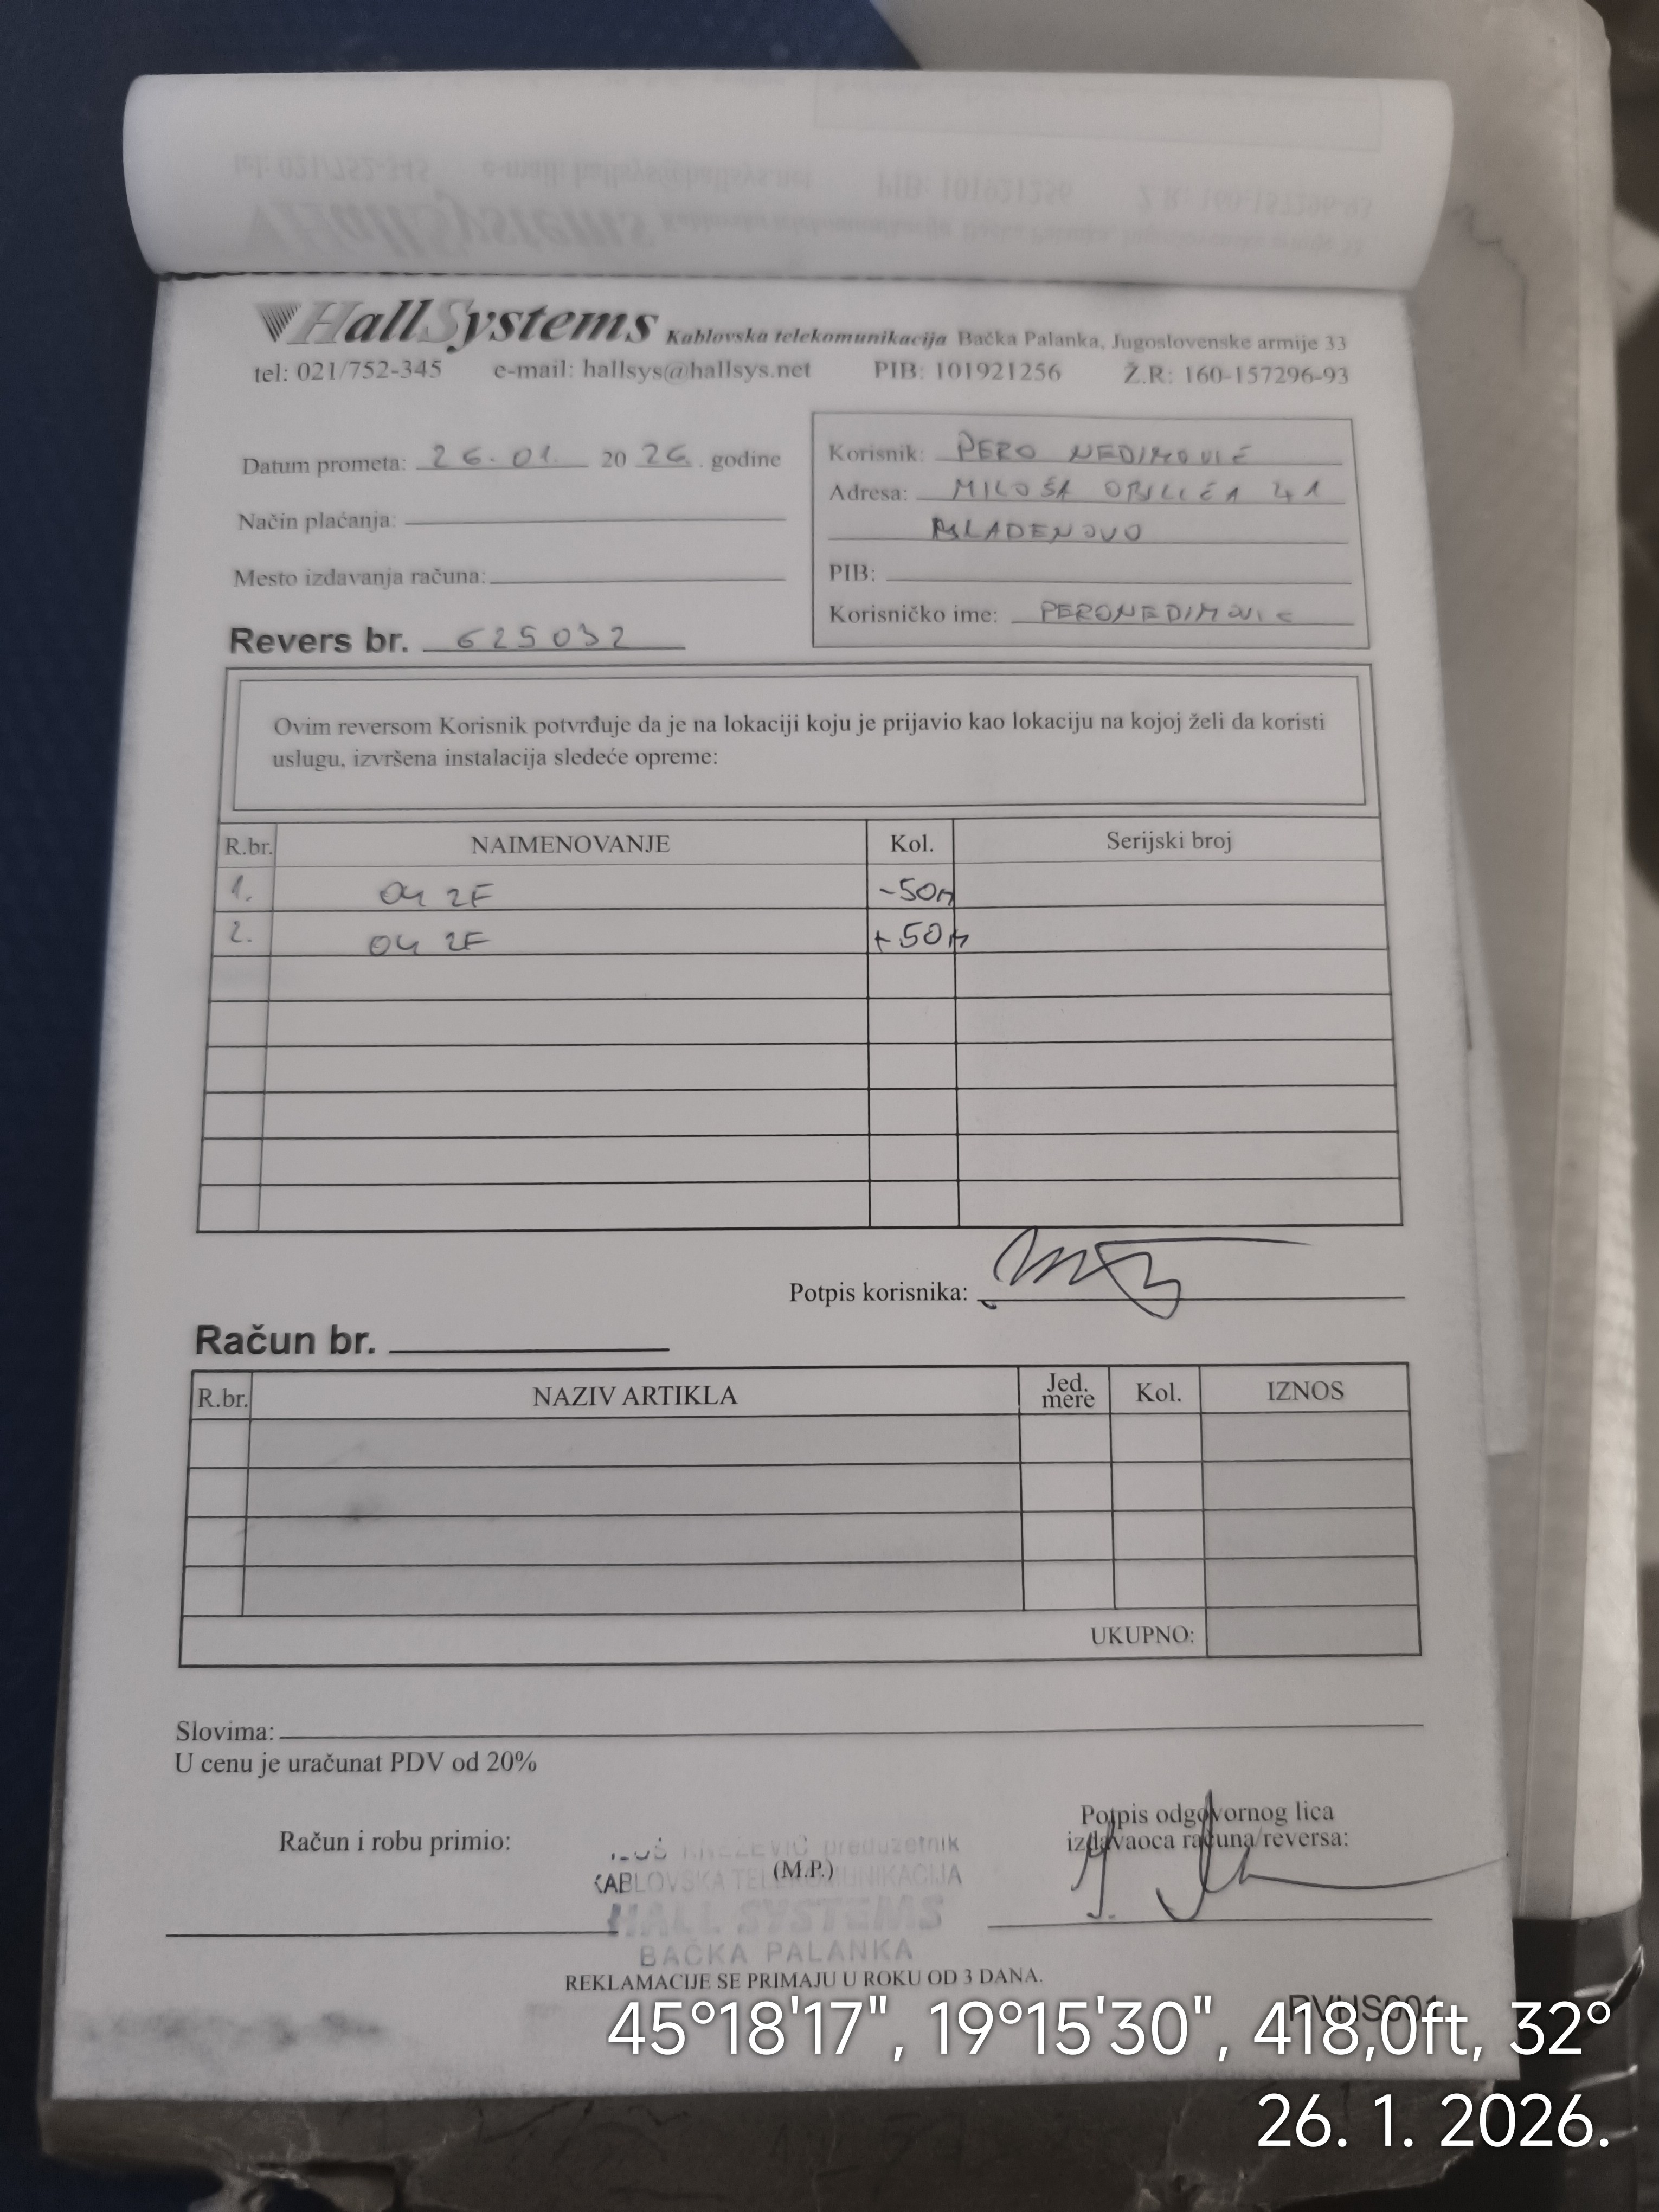 HallSystems Kablovska telekomunikacija Bačka Palanka, Jugoslovenske armije 33
tel: 021/752-345 e-mail: hallsys@hallsys.net PIB: 101921256 Ž.R: 160-157296-93
Datum prometa: 26.01. 2026. godine
Način plaćanja:
Mesto izdavanja računa:
Revers br. 625032
Korisnik: PERO NEDIMOVIĆ
Adresa: MILOŠA OBILIĆA 41
MLADENOVO
PIB:
Korisničko ime: PERONEDIMOVIC
Ovim reversom Korisnik potvrđuje da je na lokaciji koju je prijavio kao lokaciju na kojoj želi da koristi
uslugu, izvršena instalacija sledeće opreme:
R.br. NAIMENOVANJE Kol. Serijski broj
1. 2F -50m
2. 2F +50m
Potpis korisnika:
Račun br.
R.br. NAZIV ARTIKLA Jed. mere Kol. IZNOS
UKUPNO:
Slovima:
U cenu je uračunat PDV od 20%
Račun i robu primio:
(M.P.)
Potpis odgovornog lica
izdavaoca računa/reversa:
KNEŽEVIĆ preduzetnik
KABLOVSKA TELEKOMUNIKACIJA
HALL SYSTEMS
BAČKA PALANKA
REKLAMACIJE SE PRIMAJU U ROKU OD 3 DANA.
45°18'17", 19°15'30", 418,0ft, 32°
26. 1. 2026.